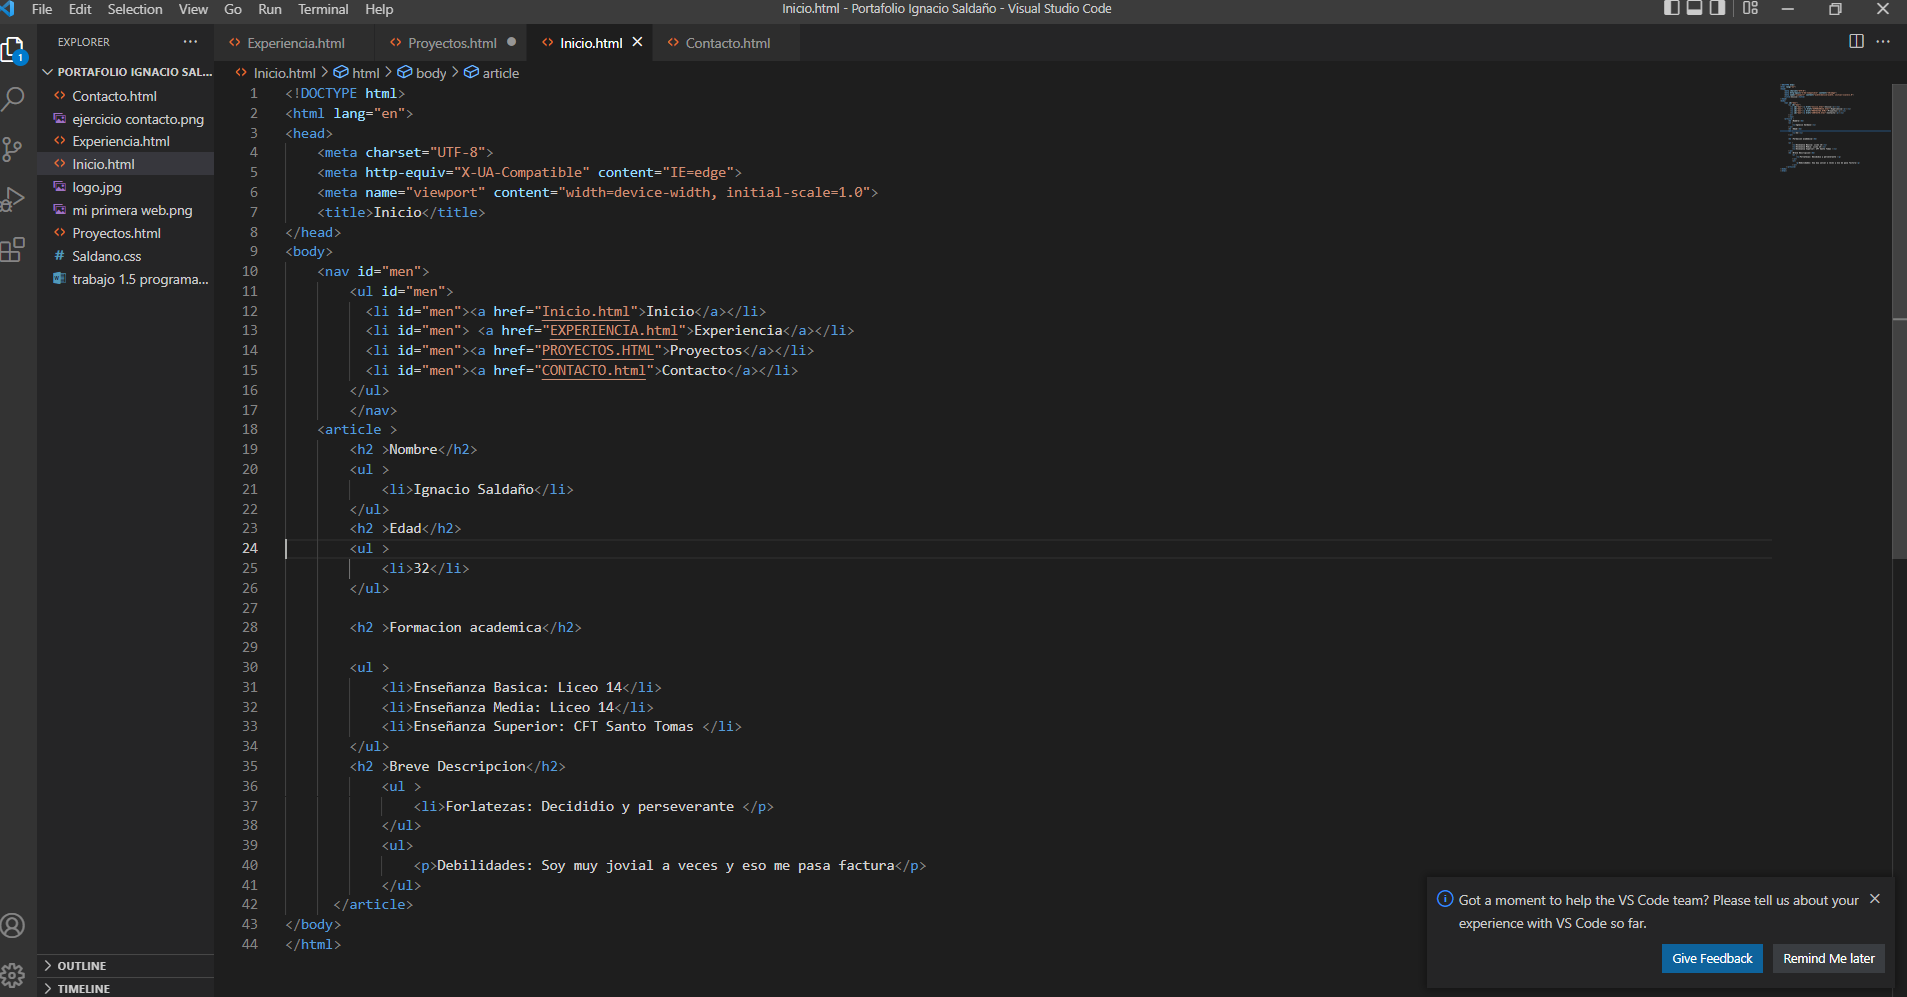 File Edit Selection View Go Run Terminal Help
Inicio.html - Portafolio Ignacio Saldaño - Visual Studio Code
1
EXPLORER ···
PORTAFOLIO IGNACIO SAL...
Contacto.html
ejercicio contacto.png
Experiencia.html
Inicio.html
logo.jpg
mi primera web.png
Proyectos.html
# Saldano.css
trabajo 1.5 programa...
OUTLINE
TIMELINE
Experiencia.html Proyectos.html Inicio.html Contacto.html
Inicio.html > html > body > article
1 <!DOCTYPE html>
2 <html lang="en">
3 <head>
4 <meta charset="UTF-8">
5 <meta http-equiv="X-UA-Compatible" content="IE=edge">
6 <meta name="viewport" content="width=device-width, initial-scale=1.0">
7 <title>Inicio</title>
8 </head>
9 <body>
10 <nav id="men">
11 <ul id="men">
12 <li id="men"><a href="Inicio.html">Inicio</a></li>
13 <li id="men"> <a href="EXPERIENCIA.html">Experiencia</a></li>
14 <li id="men"><a href="PROYECTOS.HTML">Proyectos</a></li>
15 <li id="men"><a href="CONTACTO.html">Contacto</a></li>
16 </ul>
17 </nav>
18 <article >
19 <h2 >Nombre</h2>
20 <ul >
21 <li>Ignacio Saldaño</li>
22 </ul>
23 <h2 >Edad</h2>
24 <ul >
25 <li>32</li>
26 </ul>
27
28 <h2 >Formacion academica</h2>
29
30 <ul >
31 <li>Enseñanza Basica: Liceo 14</li>
32 <li>Enseñanza Media: Liceo 14</li>
33 <li>Enseñanza Superior: CFT Santo Tomas </li>
34 </ul>
35 <h2 >Breve Descripcion</h2>
36 <ul >
37 <li>Forlatezas: Decididio y perseverante </p>
38 </ul>
39 <ul>
40 <p>Debilidades: Soy muy jovial a veces y eso me pasa factura</p>
41 </ul>
42 </article>
43 </body>
44 </html>
Got a moment to help the VS Code team? Please tell us about your
experience with VS Code so far.
Give Feedback Remind Me later